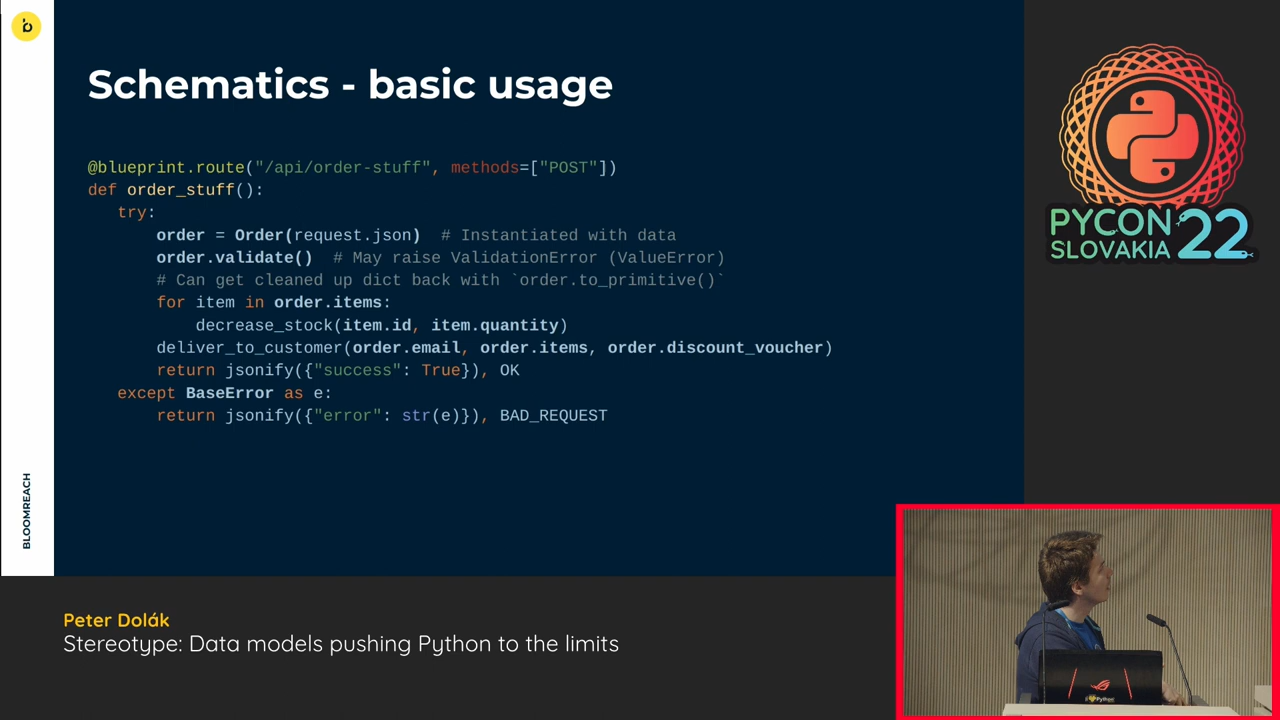 Schematics - basic usage
@blueprint.route("/api/order-stuff", methods=["POST"])
def order_stuff():
try:
order = Order(request.json)  # Instantiated with data
order.validate()  # May raise ValidationError (ValueError)
# Can get cleaned up dict back with `order.to_primitive()`
for item in order.items:
decrease_stock(item.id, item.quantity)
deliver_to_customer(order.email, order.items, order.discount_voucher)
return jsonify({"success": True}), OK
except BaseError as e:
return jsonify({"error": str(e)}), BAD_REQUEST
BLOOMREACH
PYCON
SLOVAKIA
22
Peter Dolák
Stereotype: Data models pushing Python to the limits